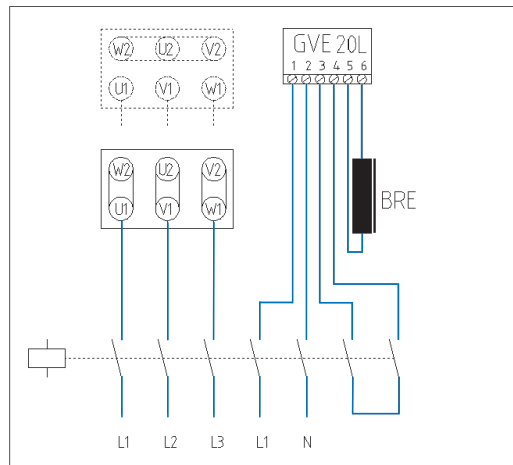 W2 U2 V2
U1 V1 W1
GVE 20L
1 2 3 4 5 6
W2 U2 V2
U1 V1 W1
BRE
L1 L2 L3 L1 N